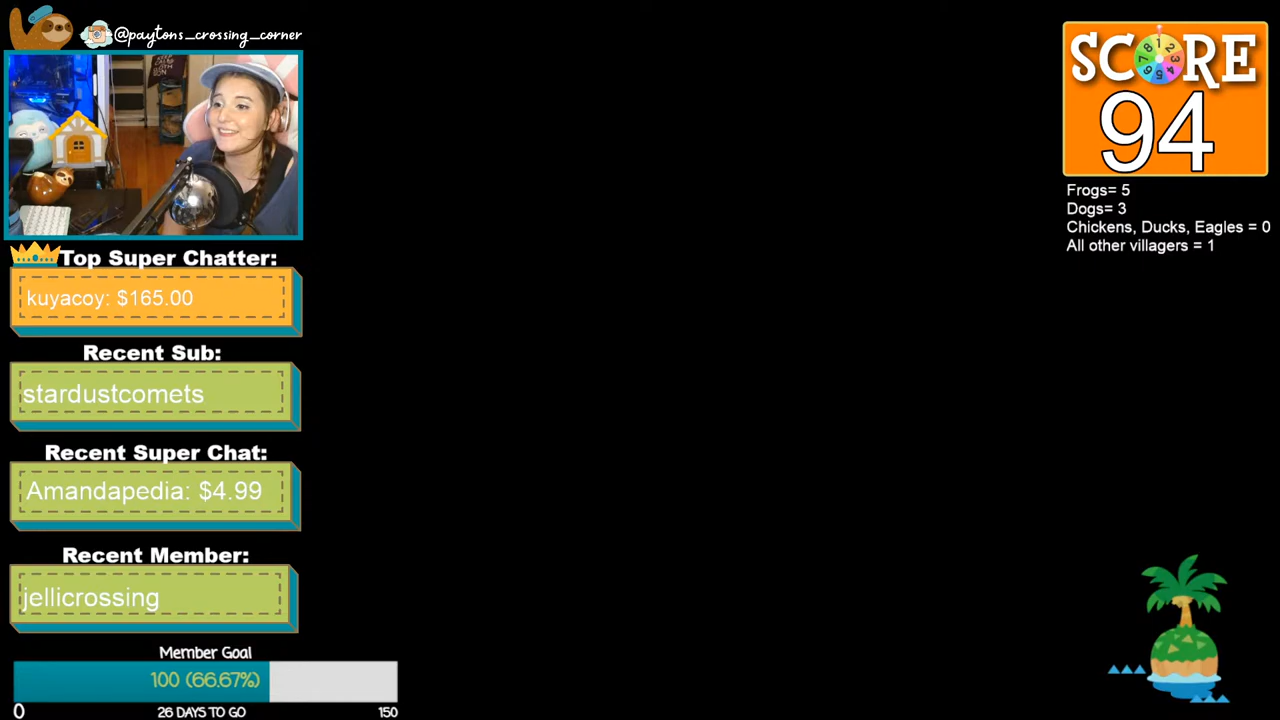 @paytons_crossing_corner
Top Super Chatter:
kuyacoy: $165.00
Recent Sub:
stardustcomets
Recent Super Chat:
Amandapedia: $4.99
Recent Member:
jellicrossing
Member Goal
100 (66.67%)
0 26 DAYS TO GO 150
SCORE
94
Frogs= 5
Dogs= 3
Chickens, Ducks, Eagles = 0
All other villagers = 1